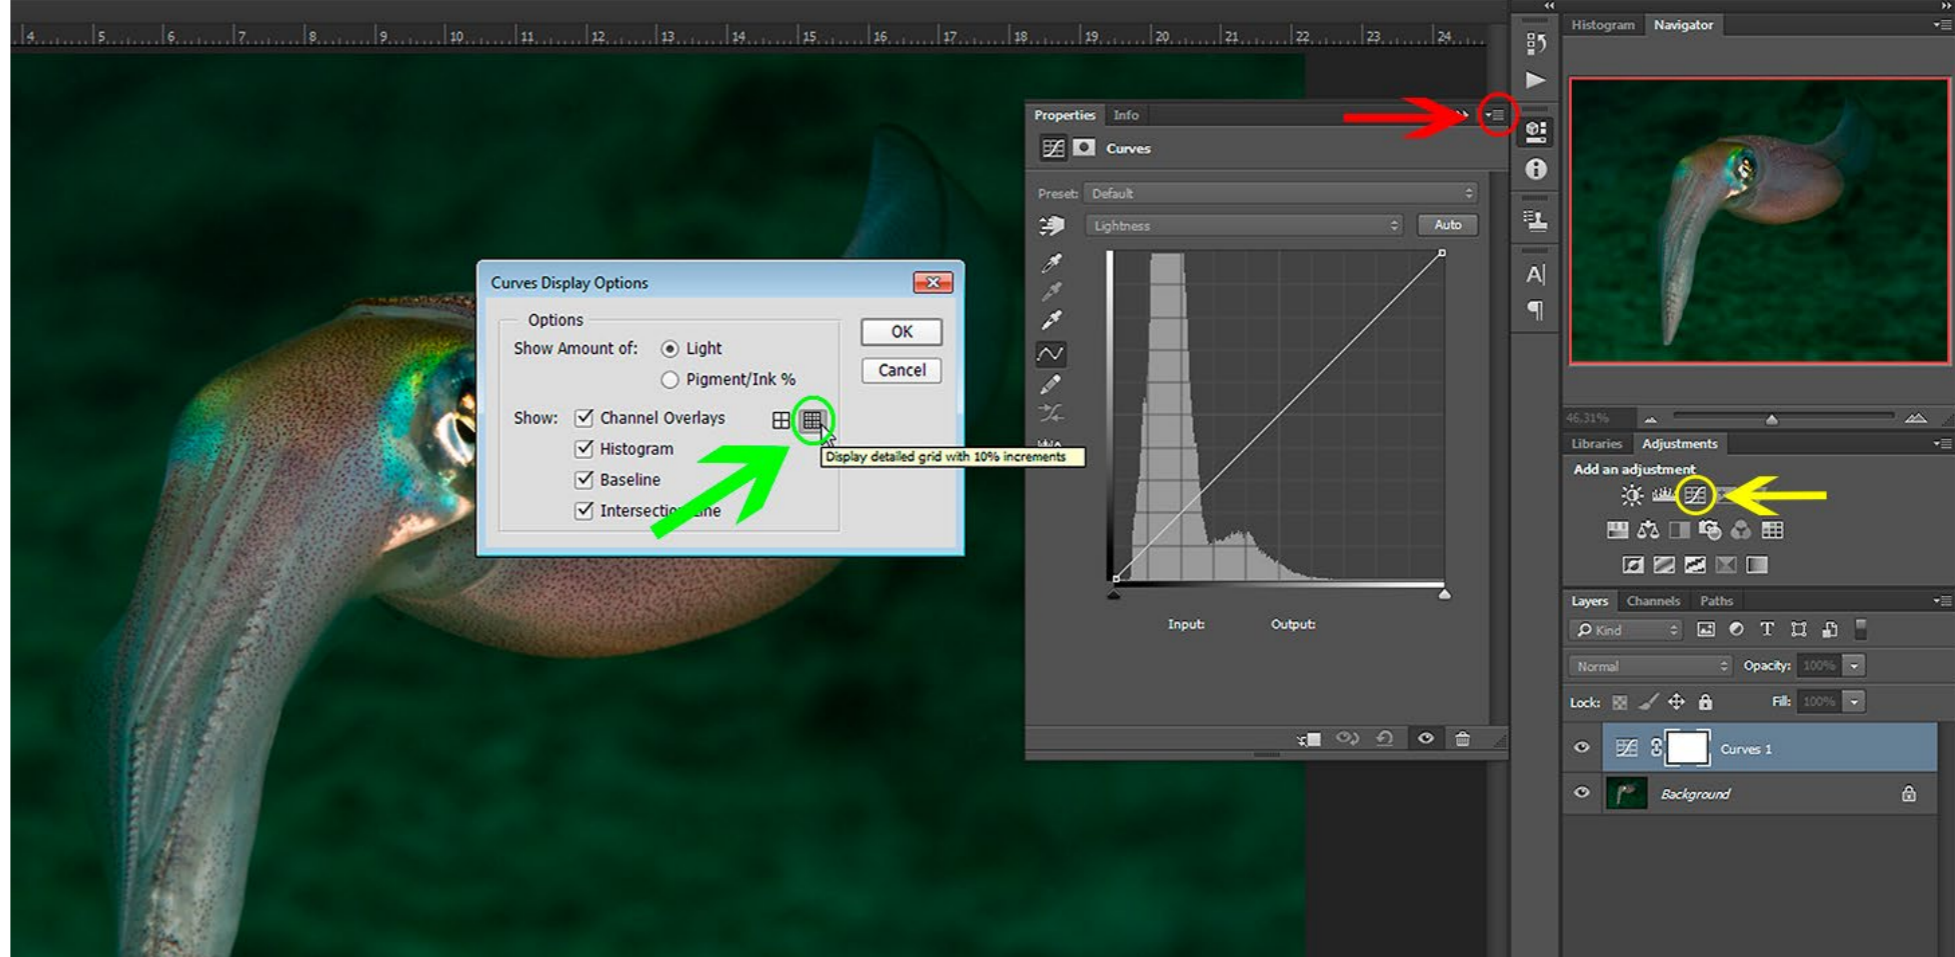 4 5 6 7 8 9 10 11 12 13 14 15 16 17 18 19 20 21 22 23 24
Histogram Navigator
Properties Info
Curves
Preset: Default
Lightness Auto
Curves Display Options
Options
Show Amount of: Light
Pigment/Ink %
OK
Cancel
Show: Channel Overlays
Histogram
Baseline
Display detailed grid with 10% increments
Input: Output:
46.31%
Libraries Adjustments
Add an adjustment
Layers Channels Paths
Kind
T
Normal Opacity: 100%
Lock: Fill: 100%
Curves 1
Background
A